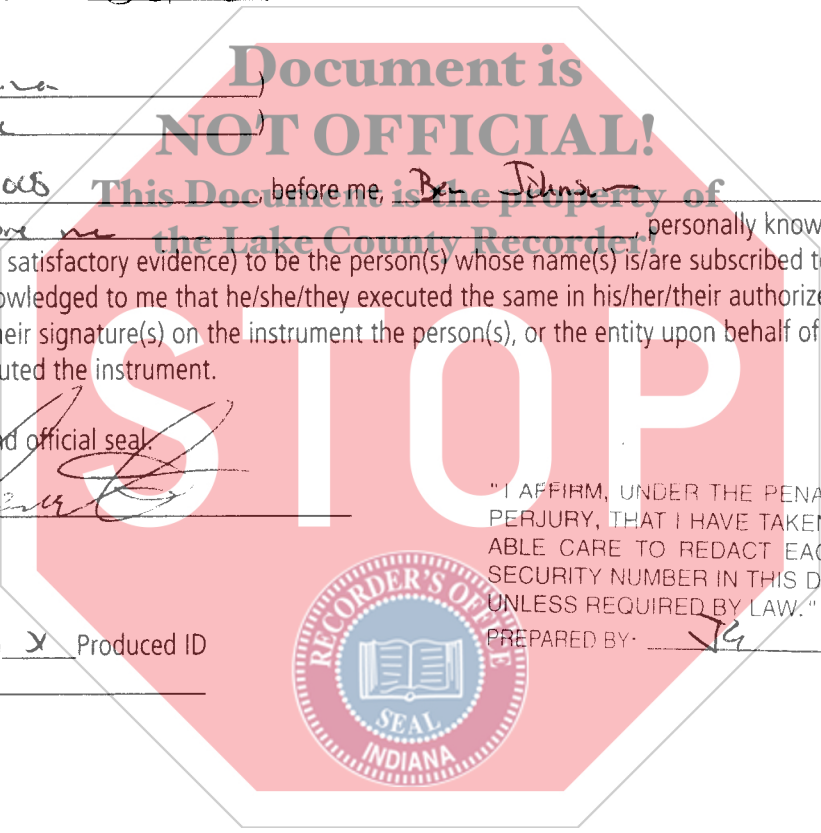 Document is
NOT OFFICIAL!
This Document is the property of
the Lake County Recorder!
)
)
, before me, Ben Johnson
me , personally know
satisfactory evidence) to be the person(s) whose name(s) is/are subscribed t
owledged to me that he/she/they executed the same in his/her/their authorize
heir signature(s) on the instrument the person(s), or the entity upon behalf of
uted the instrument.
nd official seal.
STOP
"I AFFIRM, UNDER THE PENA
PERJURY, THAT I HAVE TAKEN
ABLE CARE TO REDACT EAC
SECURITY NUMBER IN THIS D
UNLESS REQUIRED BY LAW."
PREPARED BY:
X Produced ID
RECORDER'S OFFICE
SEAL
INDIANA